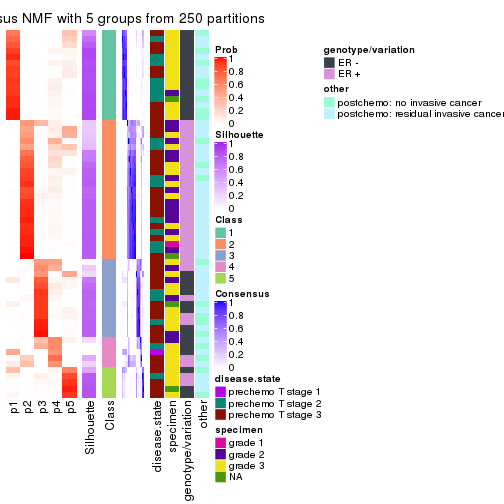 sus NMF with 5 groups from 250 partitions
Prob
1
0.8
0.6
0.4
0.2
0
Silhouette
1
0.8
0.6
0.4
0.2
0
Class
1
2
3
4
5
Consensus
1
0.8
0.6
0.4
0.2
0
disease.state
prechemo T stage 1
prechemo T stage 2
prechemo T stage 3
specimen
grade 1
grade 2
grade 3
NA
genotype/variation
ER -
ER +
other
postchemo: no invasive cancer
postchemo: residual invasive cancer
p1
p2
p3
p4
p5
Silhouette
Class
disease.state
specimen
genotype/variation
other